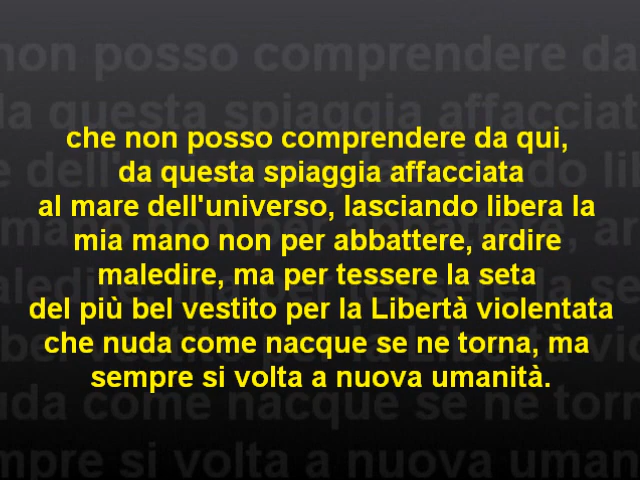 che non posso comprendere da qui,
da questa spiaggia affacciata
al mare dell'universo, lasciando libera la
mia mano non per abbattere, ardire
maledire, ma per tessere la seta
del più bel vestito per la Libertà violentata
che nuda come nacque se ne torna, ma
sempre si volta a nuova umanità.